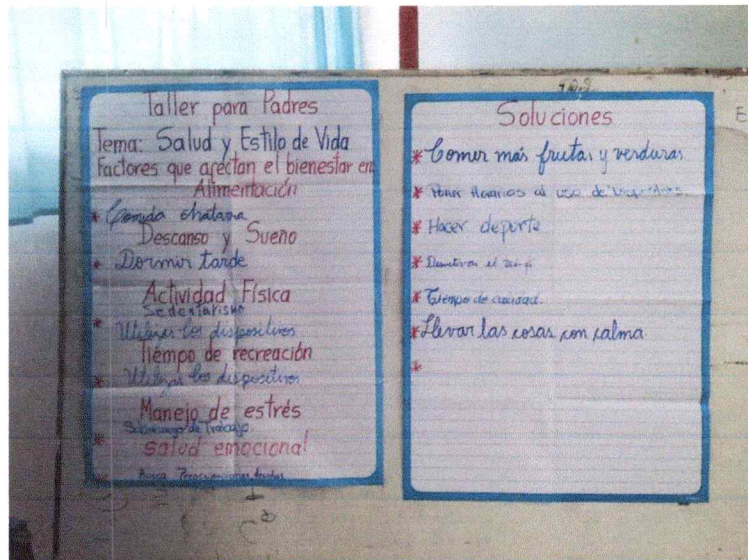 Taller para Padres
Tema: Salud y Estilo de Vida
Factores que afectan el bienestar en
Alimentación
* Comida chatarra
Descanso y Sueño
* Dormir tarde
Actividad Física
Sedentarismo
* Utilizar los dispositivos
Tiempo de recreación
* Utilizar los dispositivos
Manejo de estrés
* Sobrecarga de Trabajo.
salud emocional
*
Soluciones
* Comer más frutas y verduras
* Poner Horarios al uso de
* Hacer deporte
* el
* Tiempo de calidad.
* Llevar las cosas con calma
*
E